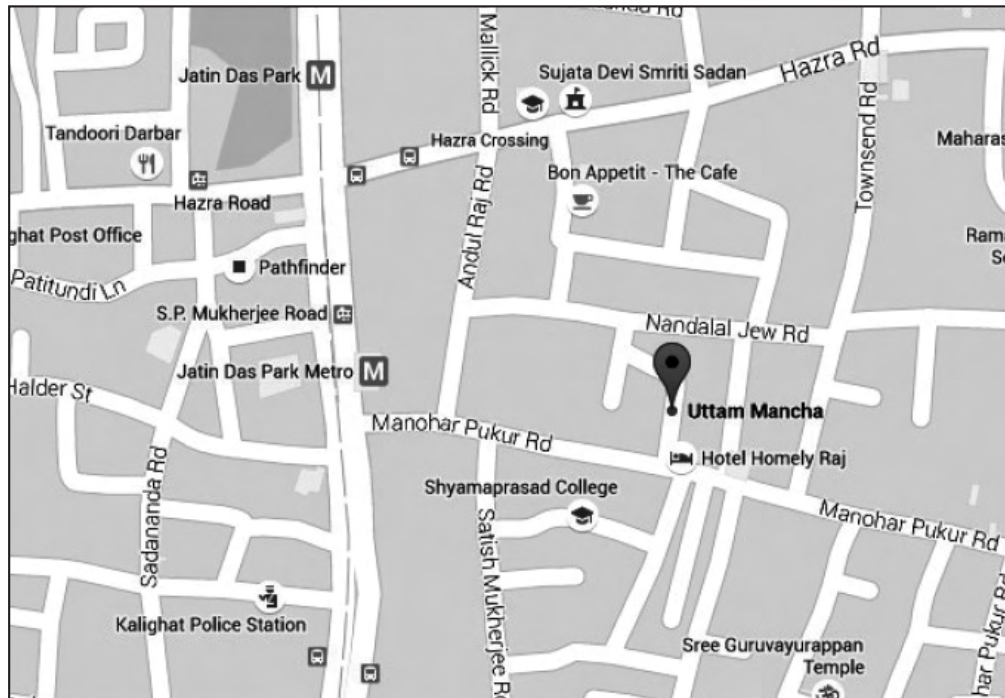 Mallick Rd
Jatin Das Park M
Sujata Devi Smriti Sadan
Hazra Rd
Townsend Rd
Tandoori Darbar
Hazra Crossing
Bon Appetit - The Cafe
Hazra Road
Andul Raj Rd
ghat Post Office
Pathfinder
Patitundi Ln
S.P. Mukherjee Road
Nandalal Jew Rd
Jatin Das Park Metro M
Halder St
Uttam Mancha
Manohar Pukur Rd
Hotel Homely Raj
Sadananda Rd
Shyamaprasad College
Satish Mukherjee R
Manohar Pukur Rd
Kalighat Police Station
Sree Guruvayurappan
Temple
har Pukur Rd